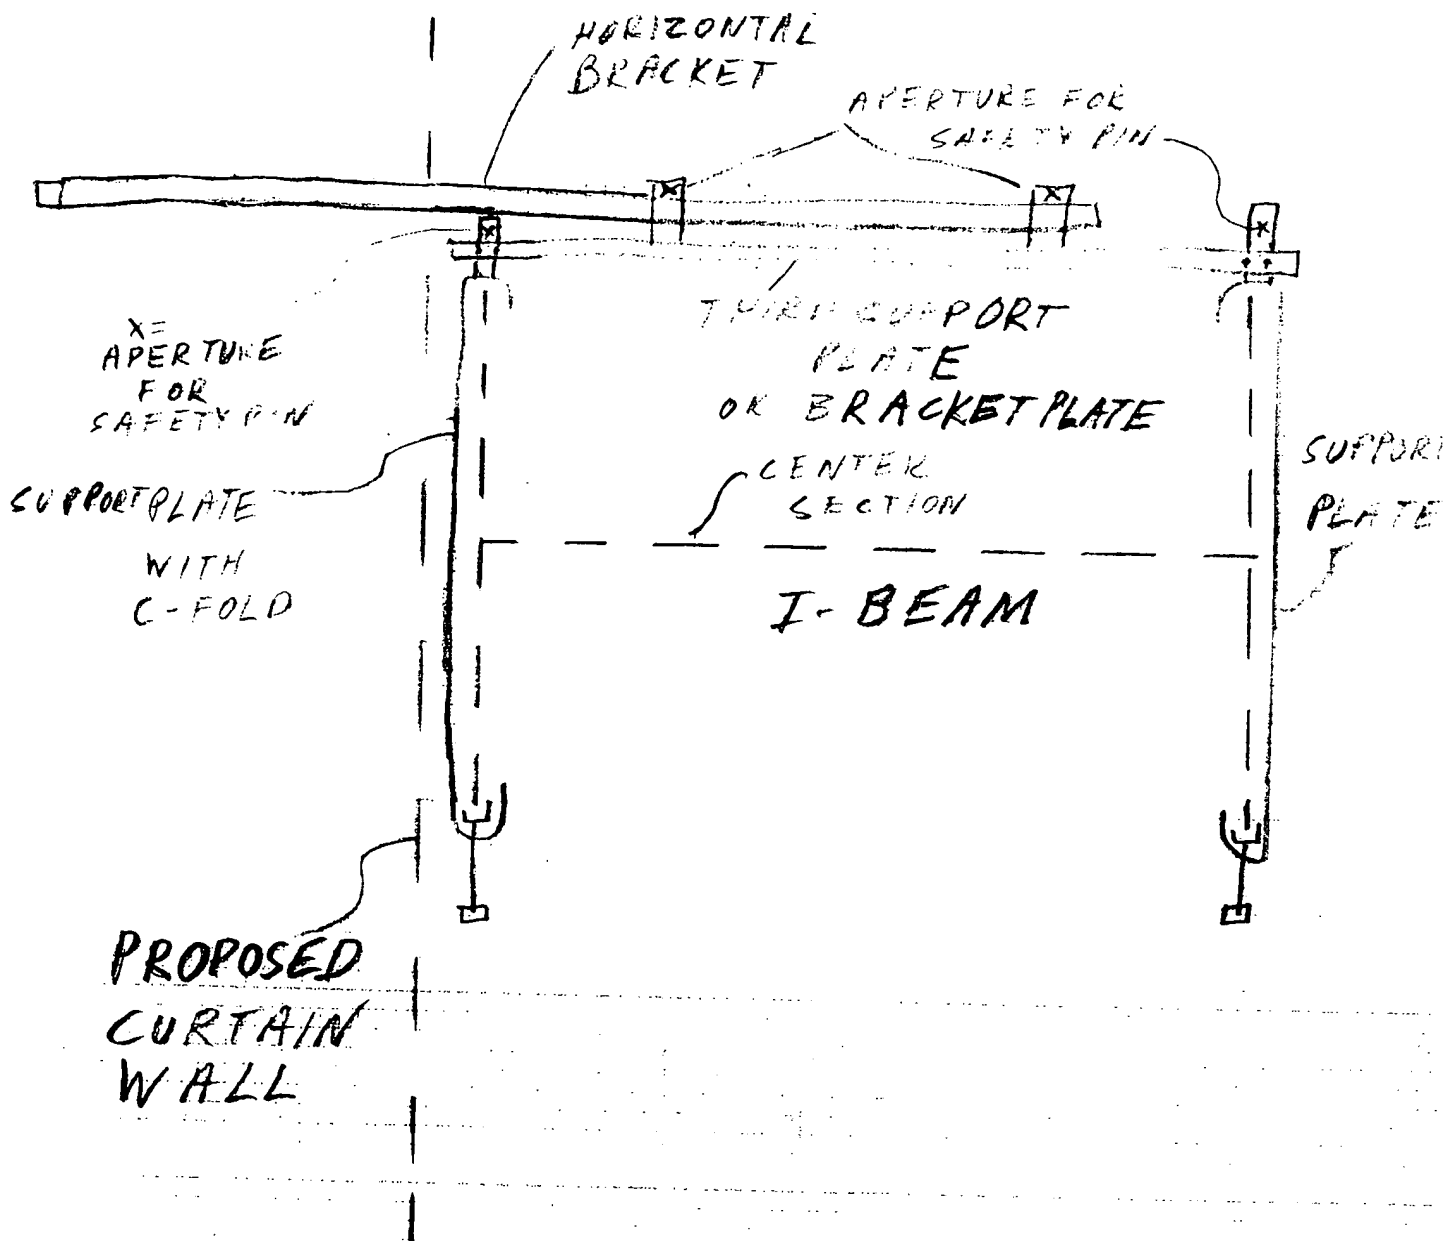 HORIZONTAL
BRACKET
APERTURE FOR
SAFETY PIN
X=
APERTURE
FOR
SAFETY PIN
THIRD SUPPORT
PLATE
OR BRACKET PLATE
SUPPORT PLATE
WITH
C-FOLD
CENTER
SECTION
I-BEAM
SUPPORT
PLATE
PROPOSED
CURTAIN
WALL